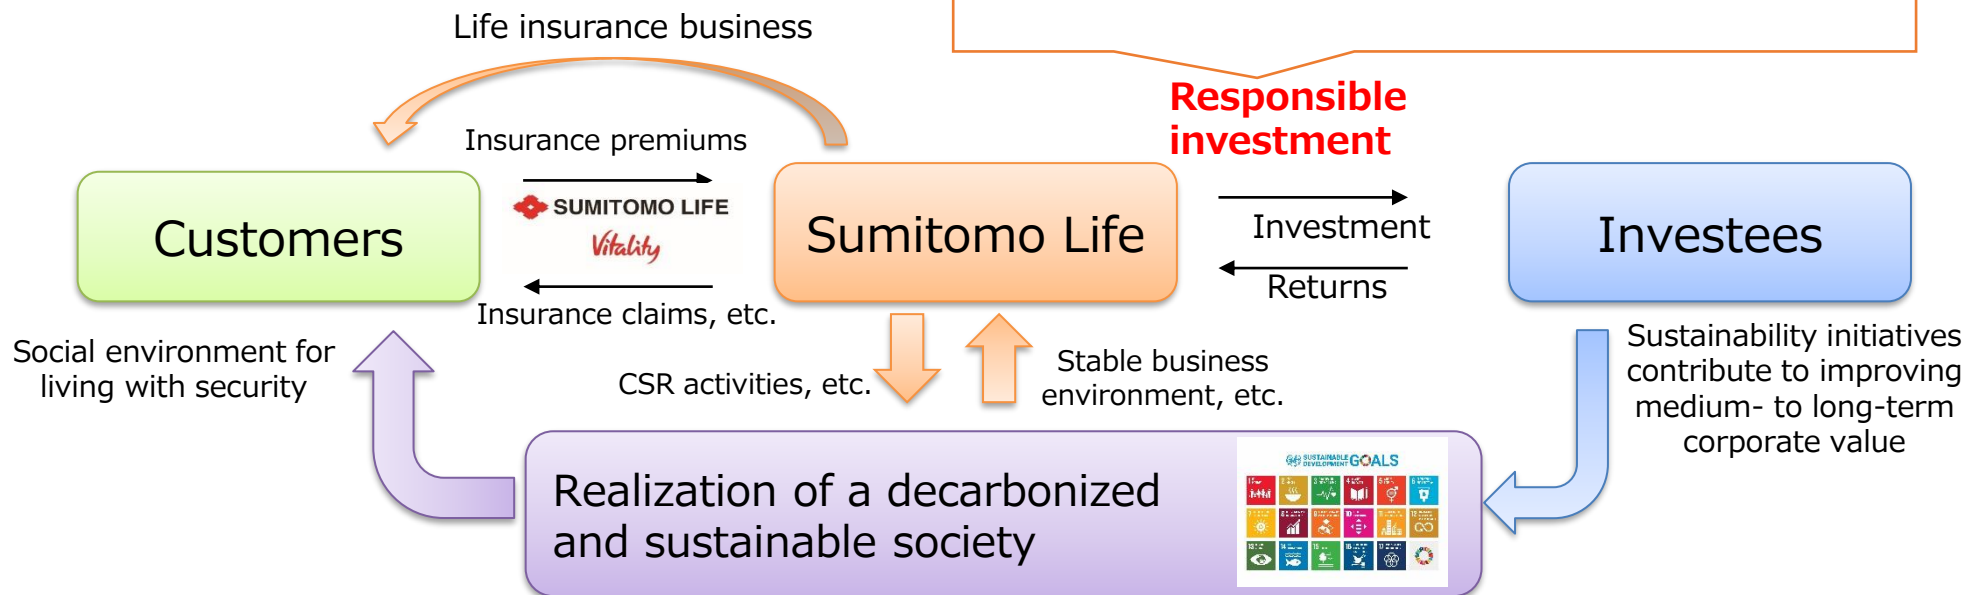 Life insurance business
Responsible
investment
Insurance premiums
SUMITOMO LIFE
Vitality
Insurance claims, etc.
Customers
Sumitomo Life
Investment
Returns
Investees
Social environment for
living with security
CSR activities, etc.
Stable business
environment, etc.
Sustainability initiatives
contribute to improving
medium- to long-term
corporate value
Realization of a decarbonized
and sustainable society
SUSTAINABLE
DEVELOPMENT GOALS